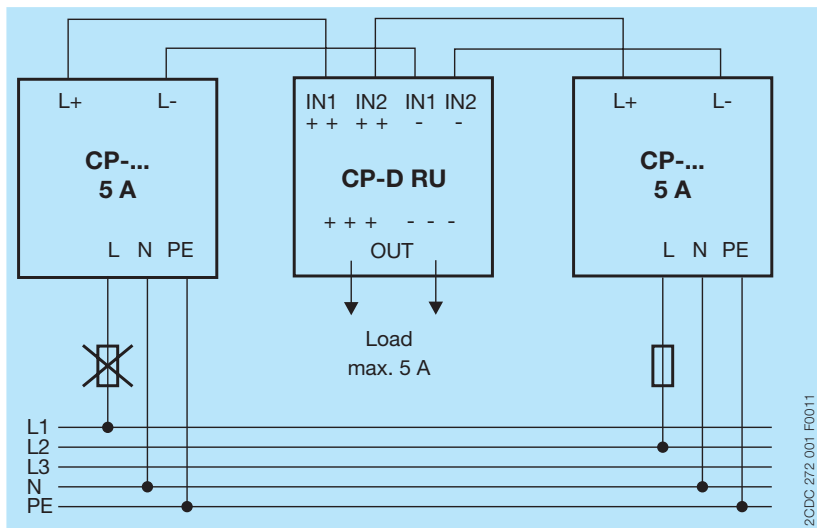 L+ L-
CP-...
5 A
L N PE
IN1 IN2 IN1 IN2
+ + + + - -
CP-D RU
+ + + - - -
OUT
Load
max. 5 A
L+ L-
CP-...
5 A
L N PE
L1
L2
L3
N
PE
2CDC 272 001 F0011